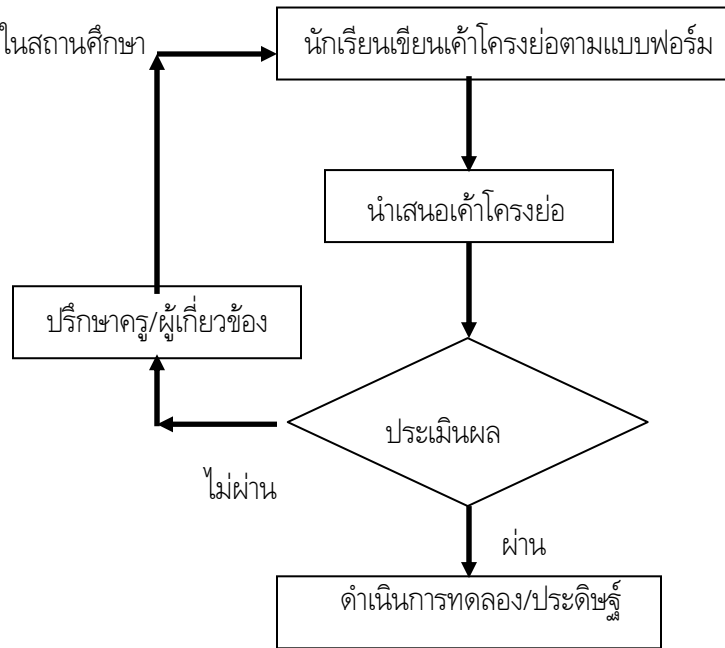 ในสถานศึกษา
นักเรียนเขียนเค้าโครงย่อตามแบบฟอร์ม
นำเสนอเค้าโครงย่อ
ปรึกษาครู/ผู้เกี่ยวข้อง
ประเมินผล
ไม่ผ่าน
ผ่าน
ดำเนินการทดลอง/ประดิษฐ์